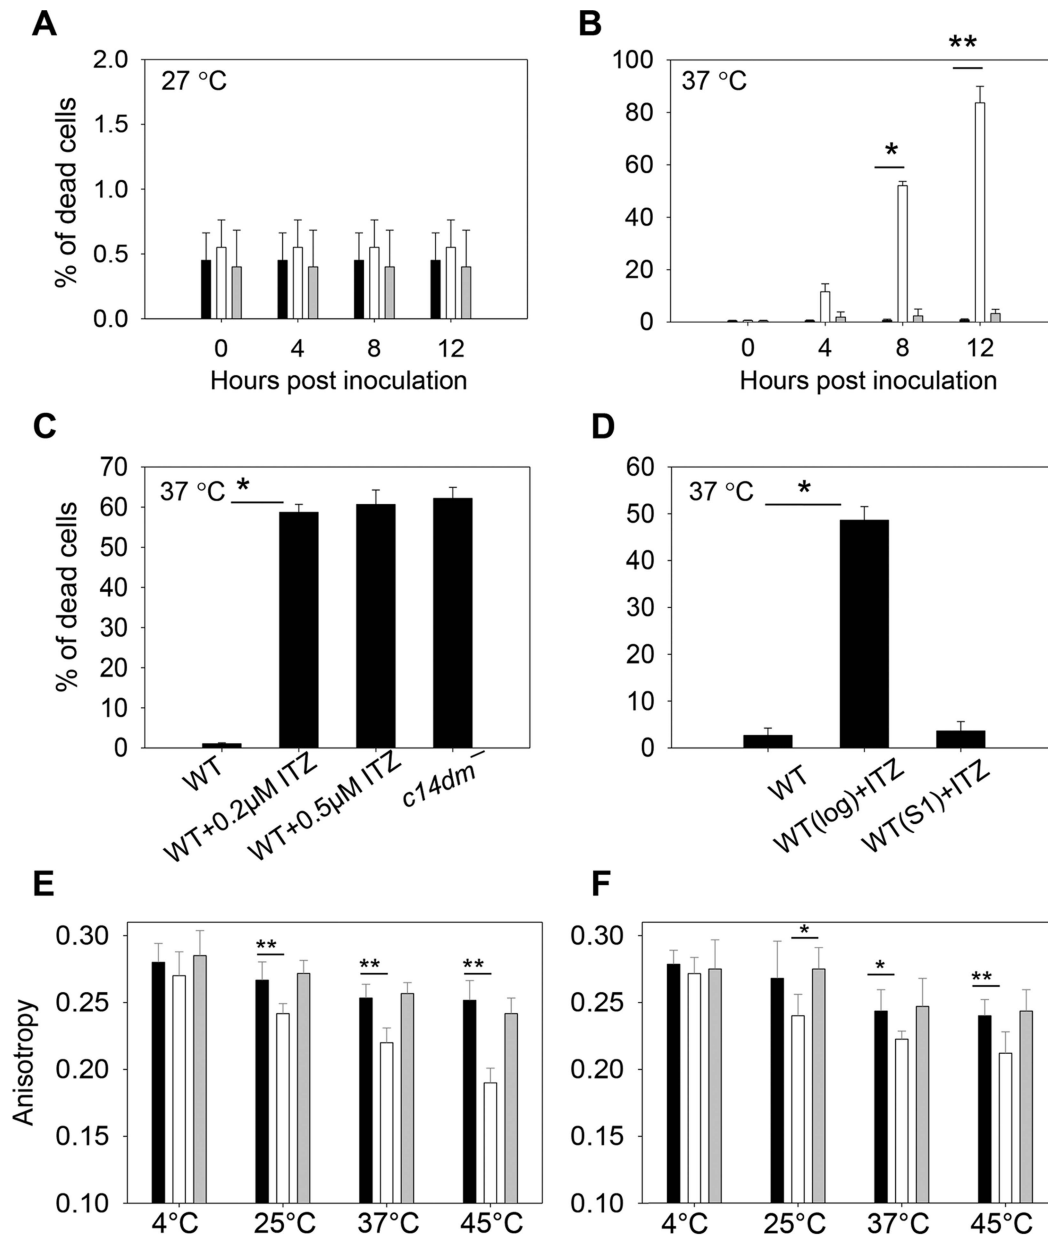 A
27 °C
% of dead cells
2.0
1.5
1.0
0.5
0.0
0 4 8 12
Hours post inoculation
B
37 °C
**
*
100
80
60
40
20
0
0 4 8 12
Hours post inoculation
C
37 °C *
% of dead cells
70
60
50
40
30
20
10
0
WT
WT+0.2µM ITZ
WT+0.5µM ITZ
c14dm⁻
D
37 °C *
60
50
40
30
20
10
0
WT
WT(log)+ITZ
WT(S1)+ITZ
E
Anisotropy
0.30
0.25
0.20
0.15
0.10
** ** **
4°C 25°C 37°C 45°C
F
0.30
0.25
0.20
0.15
0.10
* * **
4°C 25°C 37°C 45°C